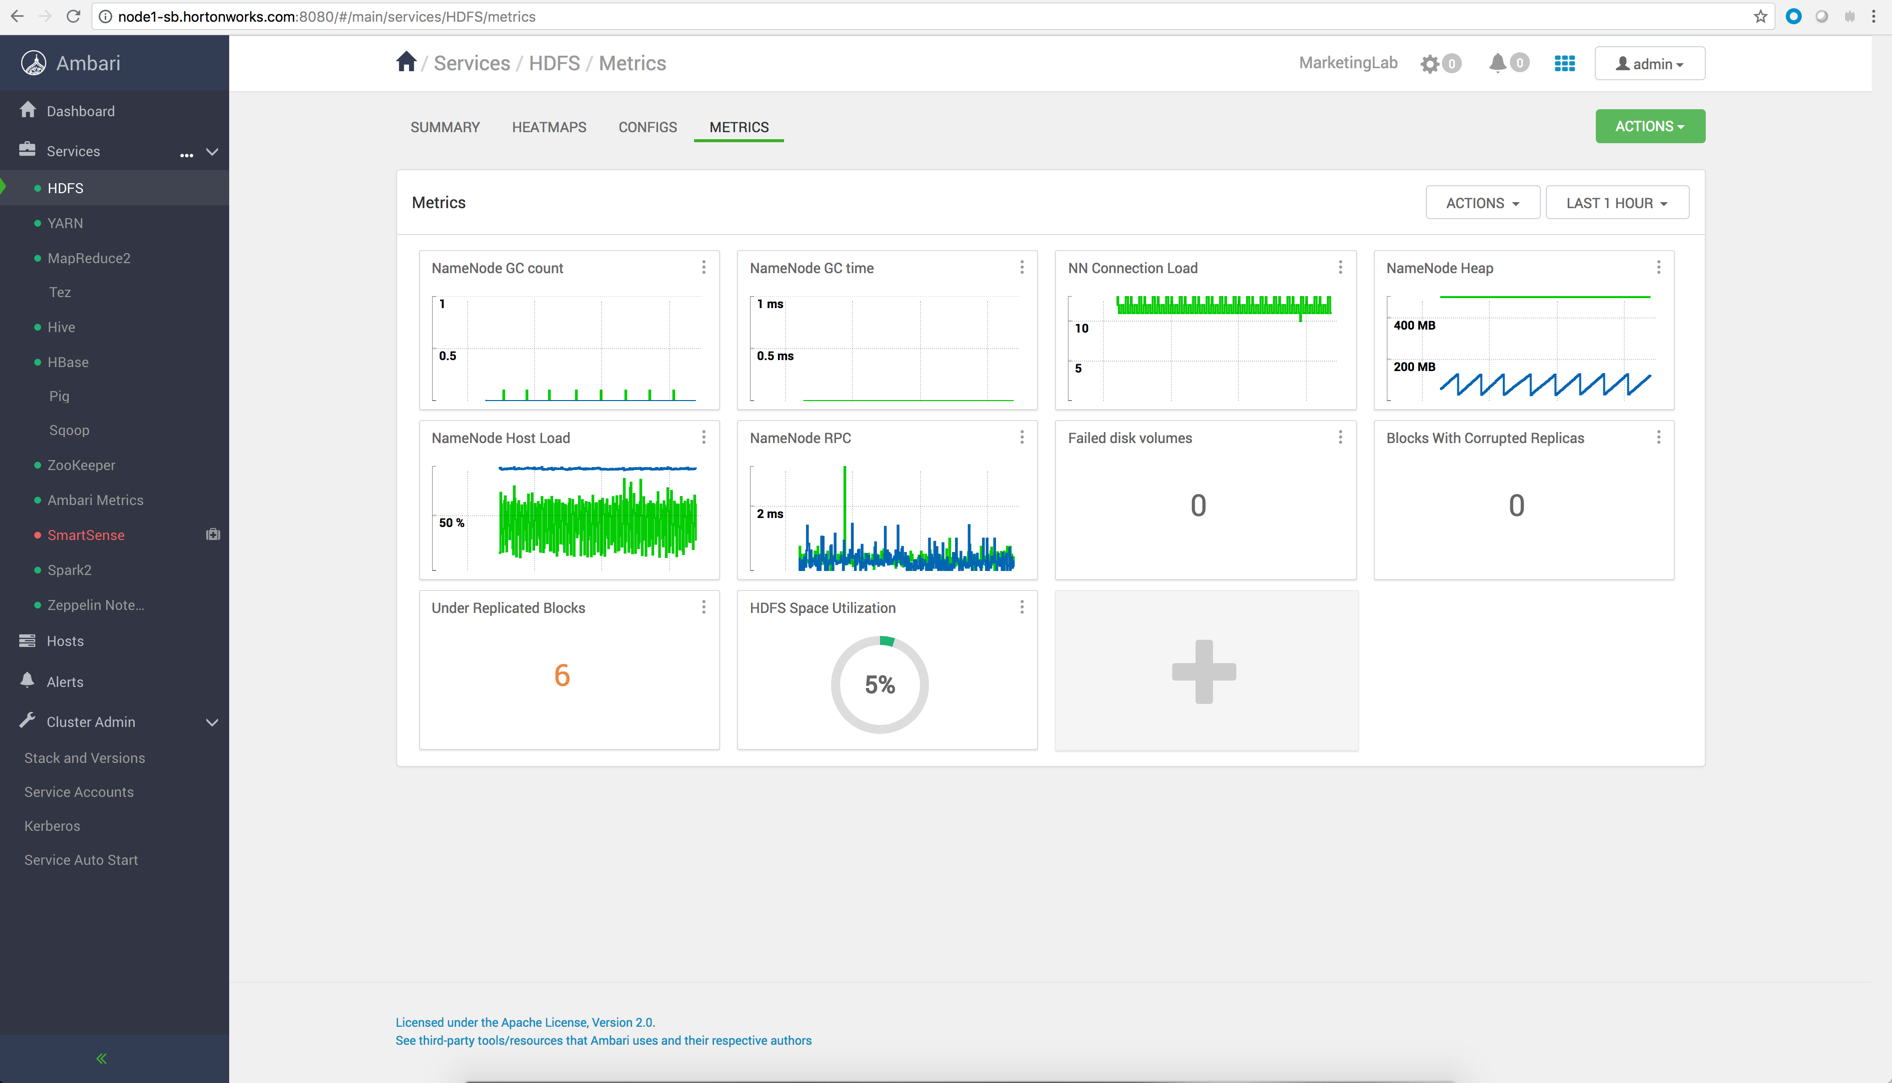 node1-sb.hortonworks.com:8080/#/main/services/HDFS/metrics
Ambari
/ Services / HDFS / Metrics
MarketingLab
0
0
admin
Dashboard
Services
...
HDFS
YARN
MapReduce2
Tez
Hive
HBase
Pig
Sqoop
ZooKeeper
Ambari Metrics
SmartSense
Spark2
Zeppelin Note...
Hosts
Alerts
Cluster Admin
Stack and Versions
Service Accounts
Kerberos
Service Auto Start
SUMMARY
HEATMAPS
CONFIGS
METRICS
ACTIONS
Metrics
ACTIONS
LAST 1 HOUR
NameNode GC count
1
0.5
NameNode GC time
1 ms
0.5 ms
NN Connection Load
10
5
NameNode Heap
400 MB
200 MB
NameNode Host Load
50 %
NameNode RPC
2 ms
Failed disk volumes
0
Blocks With Corrupted Replicas
0
Under Replicated Blocks
6
HDFS Space Utilization
5%
Licensed under the Apache License, Version 2.0.
See third-party tools/resources that Ambari uses and their respective authors